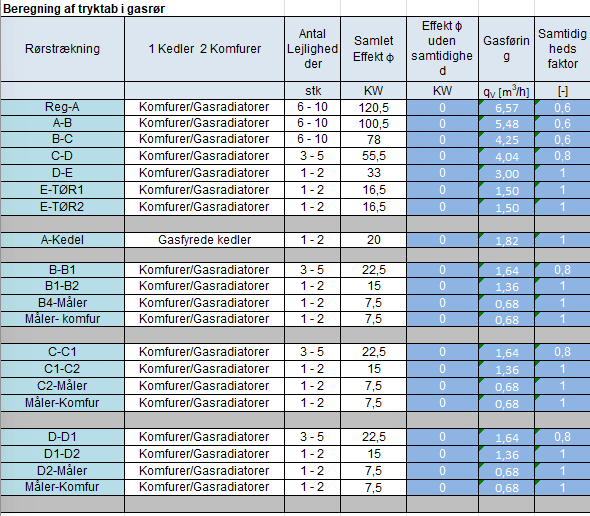 Beregning af tryktab i gasrør
Rørstrækning 1 Kedler 2 Komfurer Antal Lejlighed der Samlet Effekt ϕ Effekt ϕ uden samtidighe d Gasførin g Samtidig heds faktor
stk KW KW qv [m³/h] [-]
Reg-A Komfurer/Gasradiatorer 6 - 10 120,5 0 6,57 0,6
A-B Komfurer/Gasradiatorer 6 - 10 100,5 0 5,48 0,6
B-C Komfurer/Gasradiatorer 6 - 10 78 0 4,25 0,6
C-D Komfurer/Gasradiatorer 3 - 5 55,5 0 4,04 0,8
D-E Komfurer/Gasradiatorer 1 - 2 33 0 3,00 1
E-TØR1 Komfurer/Gasradiatorer 1 - 2 16,5 0 1,50 1
E-TØR2 Komfurer/Gasradiatorer 1 - 2 16,5 0 1,50 1
A-Kedel Gasfyrede kedler 1 - 2 20 0 1,82 1
B-B1 Komfurer/Gasradiatorer 3 - 5 22,5 0 1,64 0,8
B1-B2 Komfurer/Gasradiatorer 1 - 2 15 0 1,36 1
B4-Måler Komfurer/Gasradiatorer 1 - 2 7,5 0 0,68 1
Måler- komfur Komfurer/Gasradiatorer 1 - 2 7,5 0 0,68 1
C-C1 Komfurer/Gasradiatorer 3 - 5 22,5 0 1,64 0,8
C1-C2 Komfurer/Gasradiatorer 1 - 2 15 0 1,36 1
C2-Måler Komfurer/Gasradiatorer 1 - 2 7,5 0 0,68 1
Måler-Komfur Komfurer/Gasradiatorer 1 - 2 7,5 0 0,68 1
D-D1 Komfurer/Gasradiatorer 3 - 5 22,5 0 1,64 0,8
D1-D2 Komfurer/Gasradiatorer 1 - 2 15 0 1,36 1
D2-Måler Komfurer/Gasradiatorer 1 - 2 7,5 0 0,68 1
Måler-Komfur Komfurer/Gasradiatorer 1 - 2 7,5 0 0,68 1